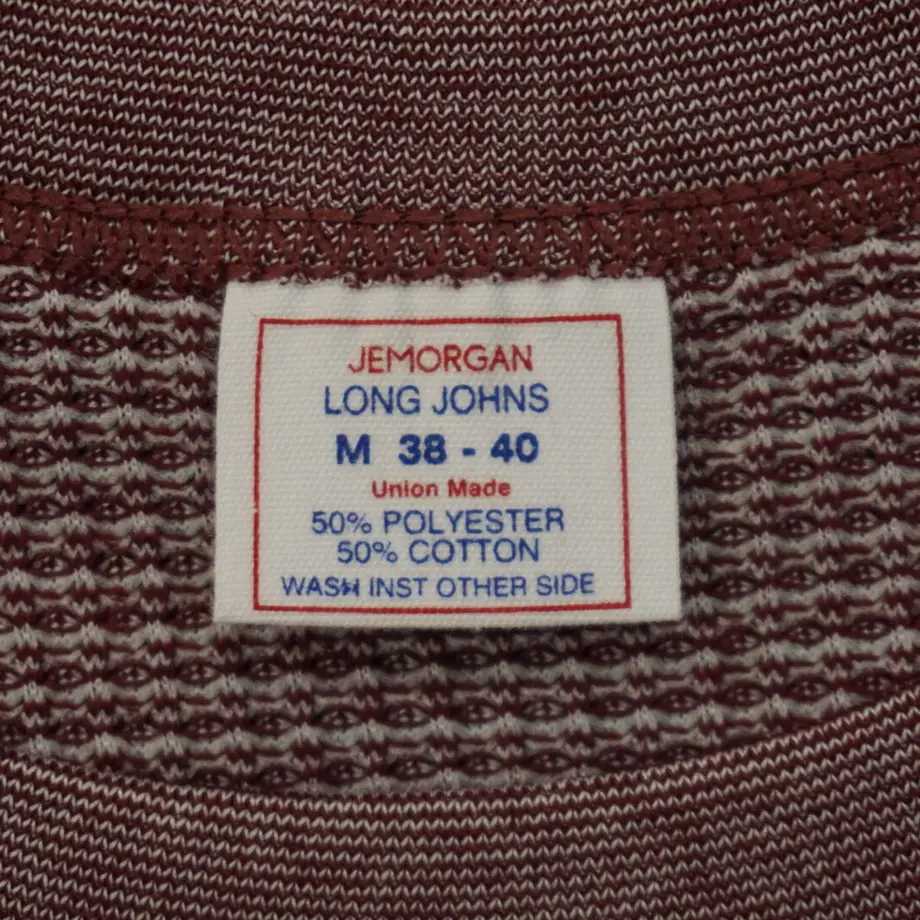 JEMORGAN
LONG JOHNS
M 38 - 40
Union Made
50% POLYESTER
50% COTTON
WASH INST OTHER SIDE